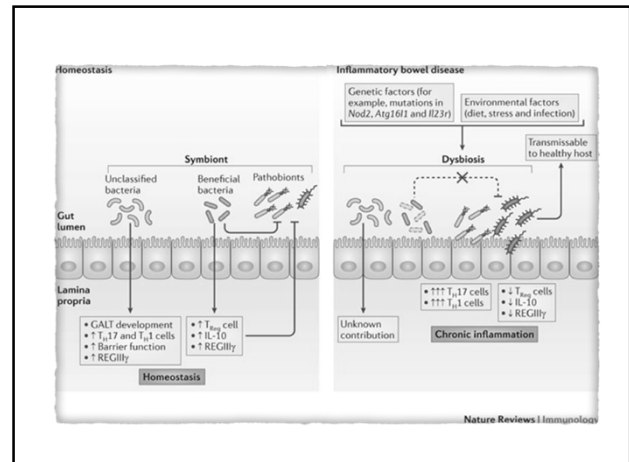 Homeostasis
Symbiont
Unclassified
bacteria
Beneficial
bacteria
Pathobionts
Gut
lumen
Lamina
propria
• GALT development
• ↑ TH17 and TH1 cells
• ↑ Barrier function
• ↑ REGIIIγ
• ↑ TReg cell
• ↑ IL-10
• ↑ REGIIIγ
Homeostasis
Inflammatory bowel disease
Genetic factors (for
example, mutations in
Nod2, Atg16l1 and Il23r)
Environmental factors
(diet, stress and infection)
Transmissable
to healthy host
Dysbiosis
Unknown
contribution
• ↑↑↑ TH17 cells
• ↑↑↑ TH1 cells
• ↓ TReg cells
• ↓ IL-10
• ↓ REGIIIγ
Chronic inflammation
Nature Reviews | Immunology